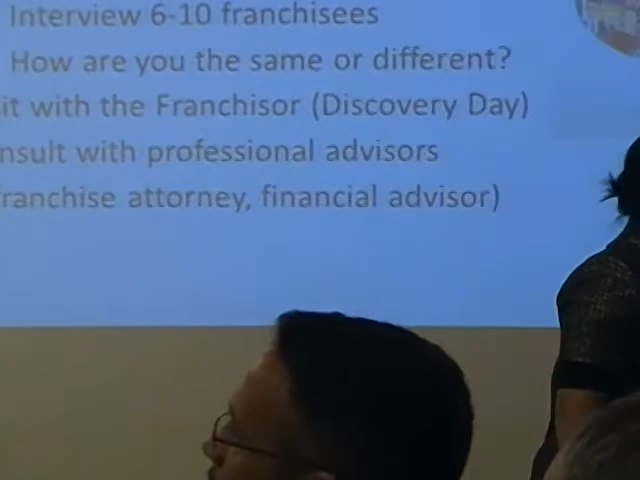 Interview 6-10 franchisees
How are you the same or different?
it with the Franchisor (Discovery Day)
nsult with professional advisors
ranchise attorney, financial advisor)